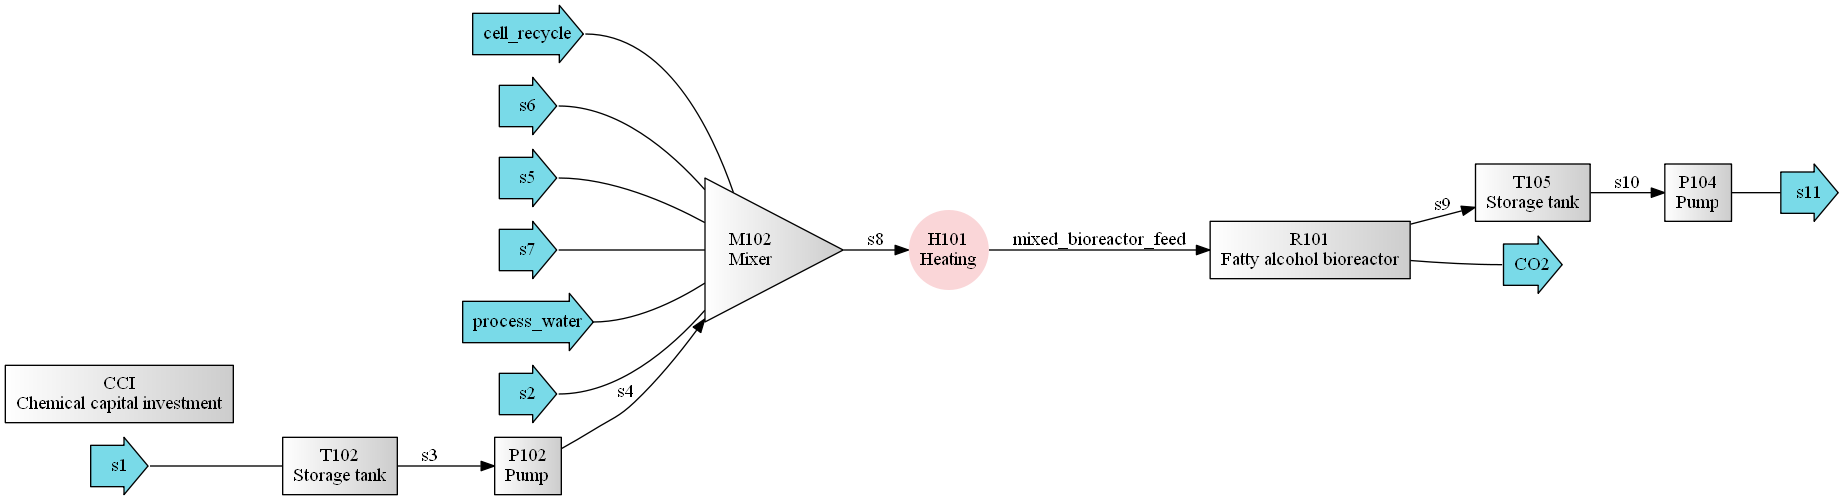 cell_recycle
s6
s5
s7
process_water
s2
CCI
Chemical capital investment
s1
T102
Storage tank
s3
P102
Pump
s4
M102
Mixer
s8
H101
Heating
mixed_bioreactor_feed
R101
Fatty alcohol bioreactor
s9
T105
Storage tank
s10
P104
Pump
s11
CO2